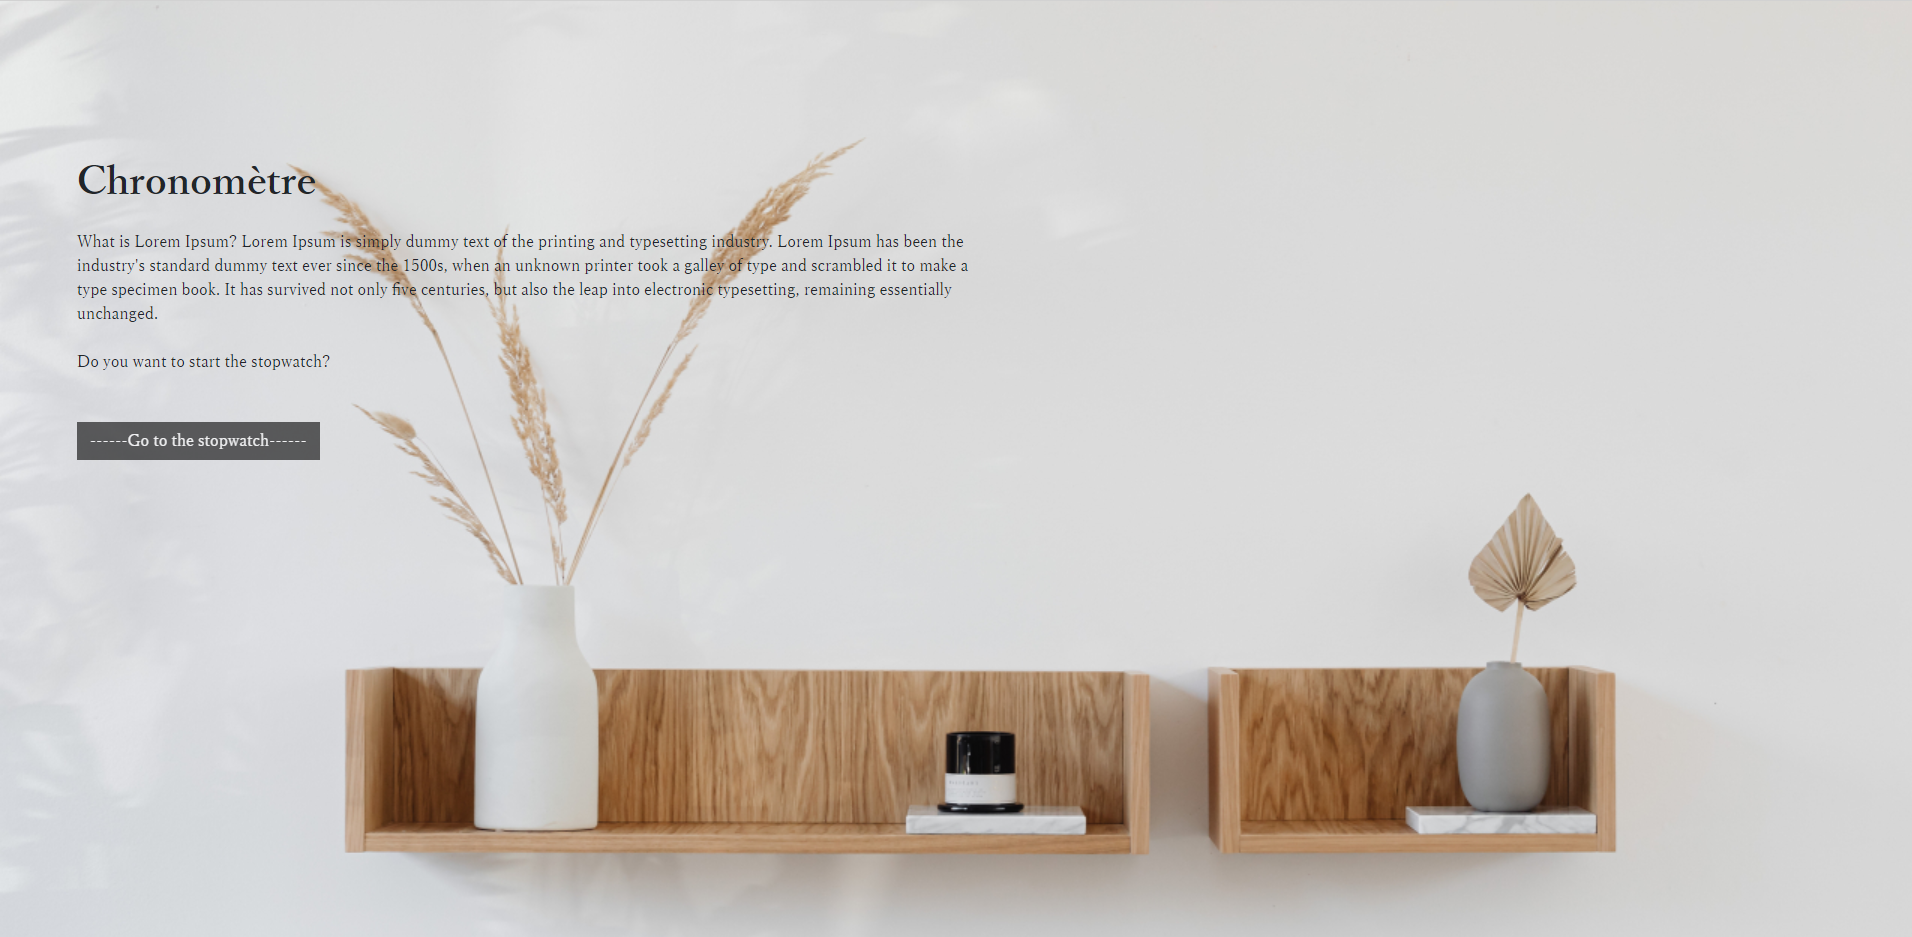 Chronomètre
What is Lorem Ipsum? Lorem Ipsum is simply dummy text of the printing and typesetting industry. Lorem Ipsum has been the
industry's standard dummy text ever since the 1500s, when an unknown printer took a galley of type and scrambled it to make a
type specimen book. It has survived not only five centuries, but also the leap into electronic typesetting, remaining essentially
unchanged.
Do you want to start the stopwatch?
------Go to the stopwatch------